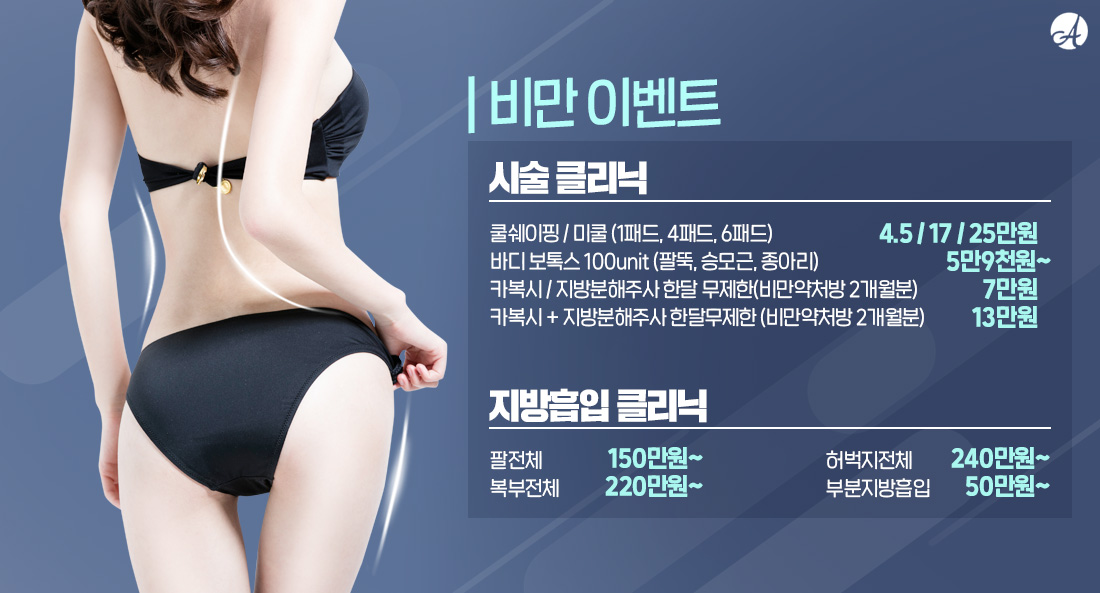 A
비만 이벤트
시술 클리닉
쿨쉐이핑 / 미쿨 (1패드, 4패드, 6패드) 4.5 / 17 / 25만원
바디 보톡스 100unit (팔뚝, 승모근, 종아리) 5만9천원~
카복시 / 지방분해주사 한달 무제한(비만약처방 2개월분) 7만원
카복시 + 지방분해주사 한달무제한 (비만약처방 2개월분) 13만원
지방흡입 클리닉
팔전체 150만원~ 허벅지전체 240만원~
복부전체 220만원~ 부분지방흡입 50만원~